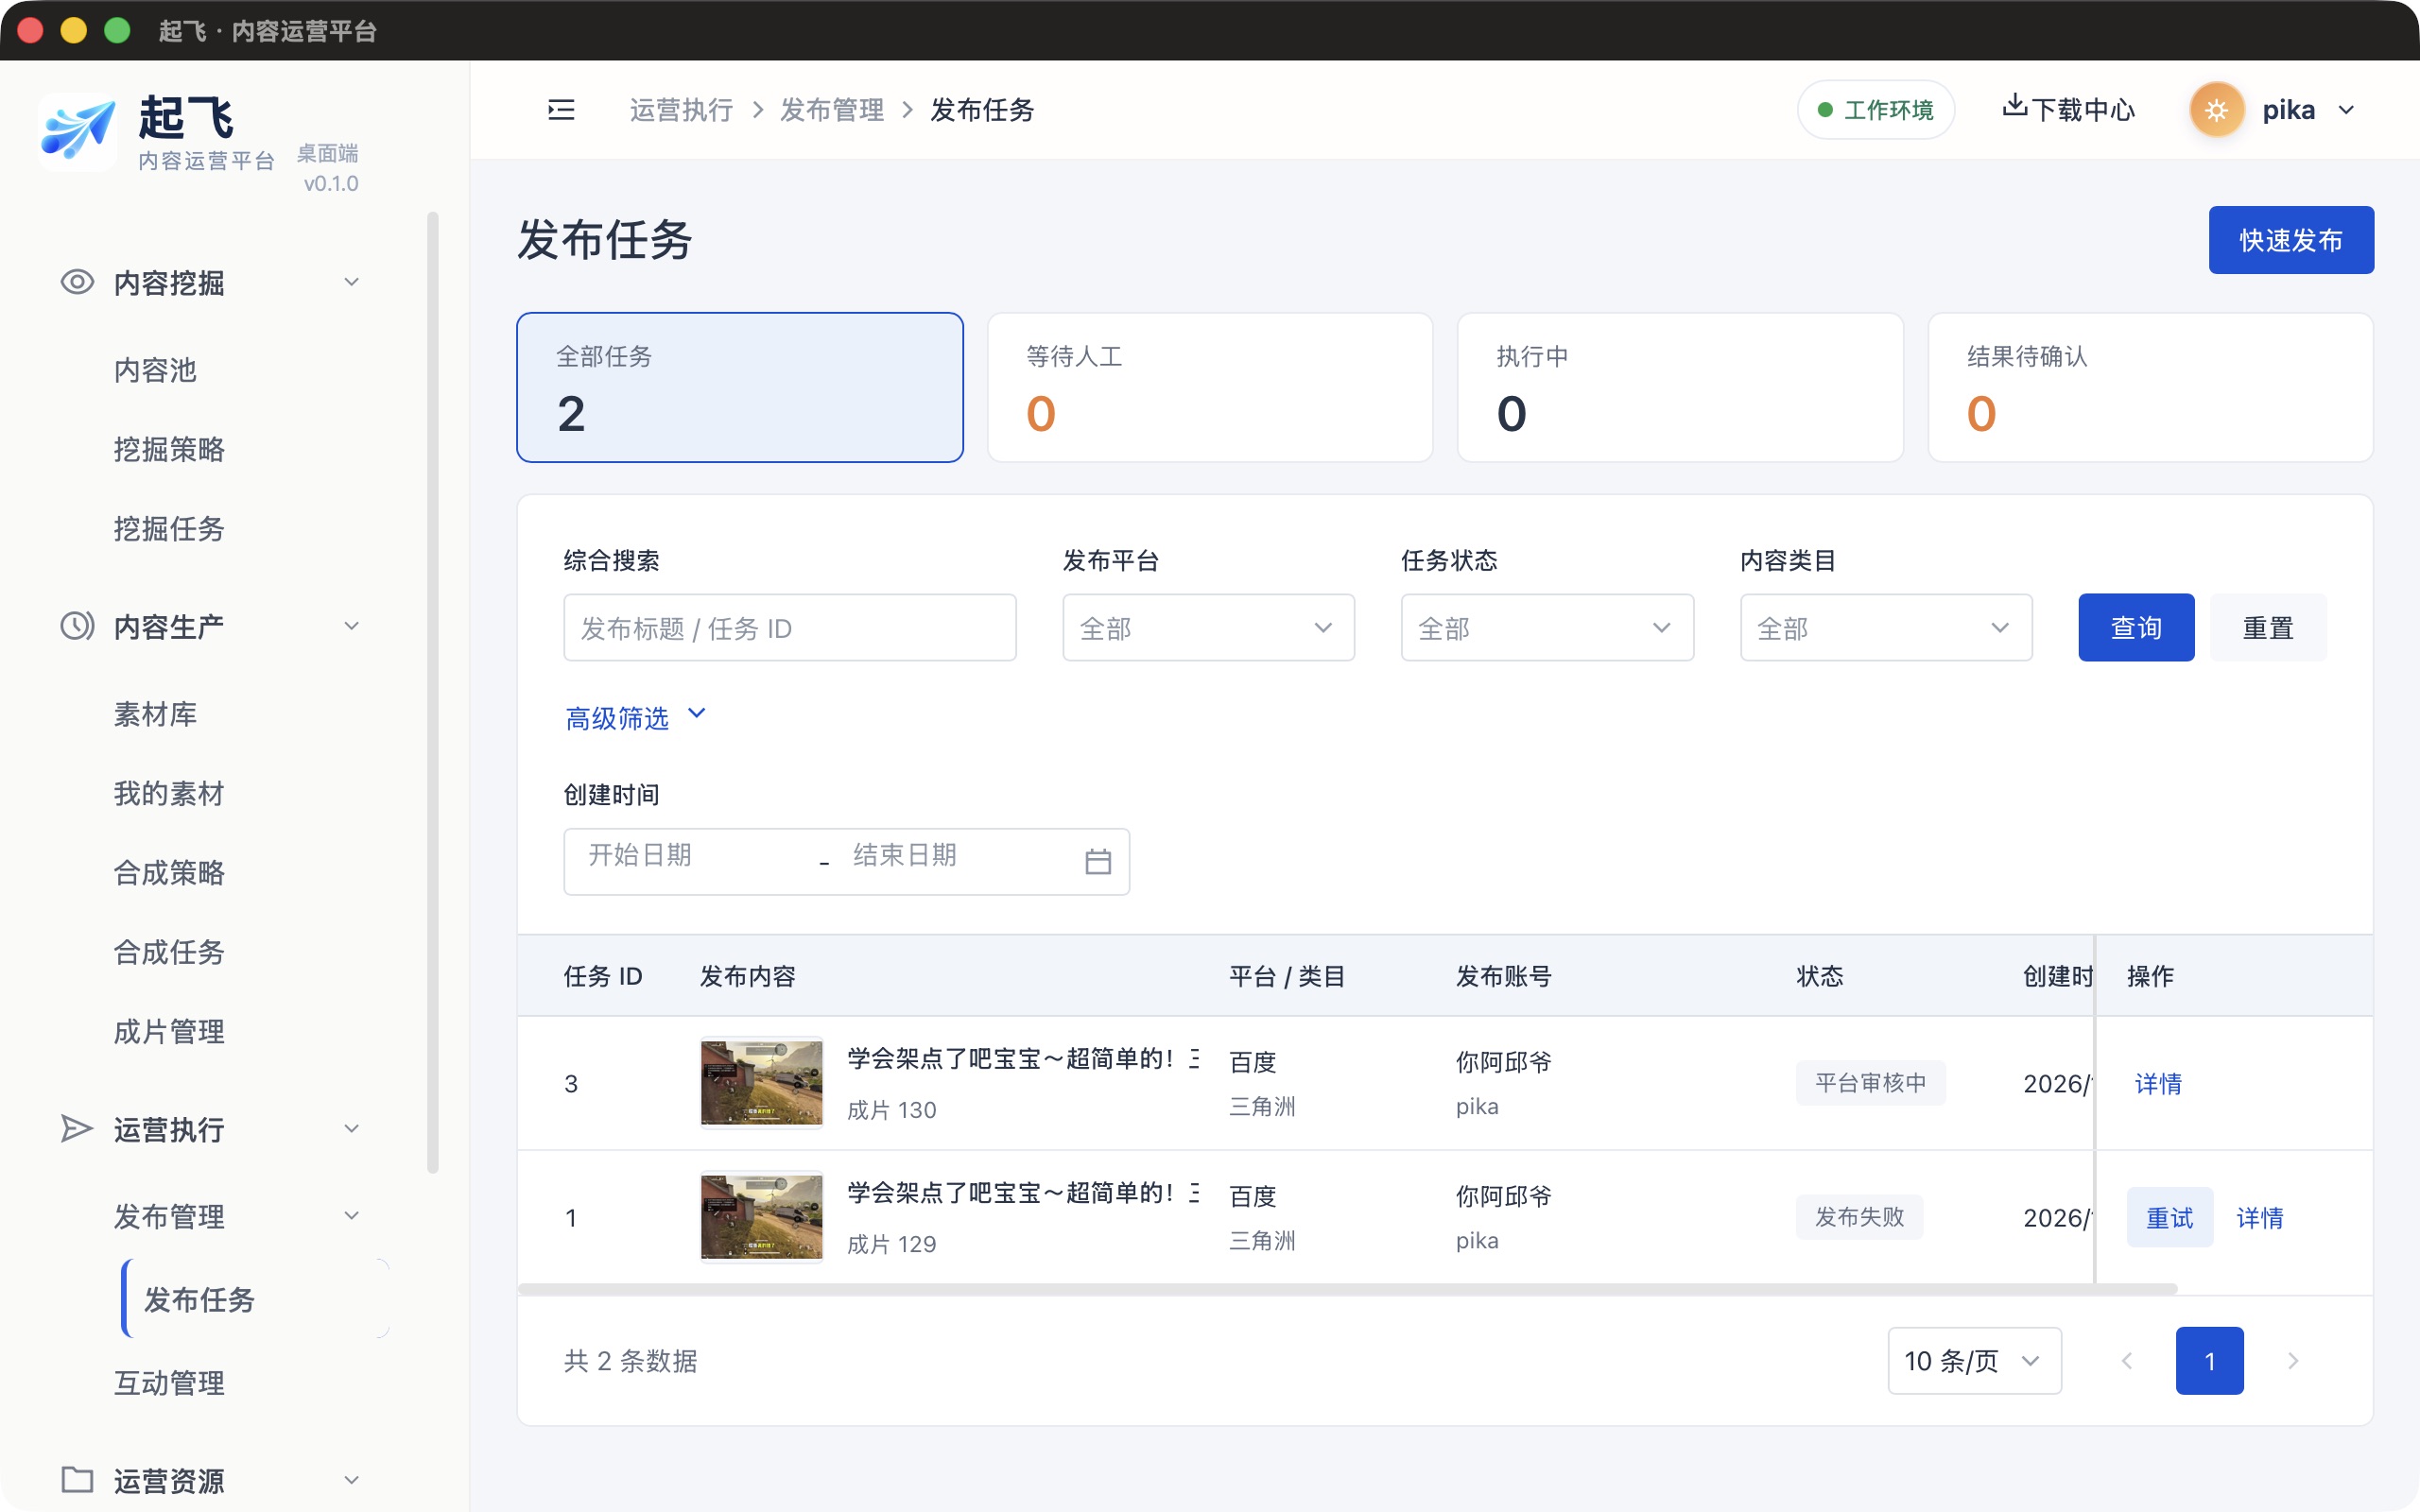 起飞 · 内容运营平台
起飞
内容运营平台
桌面端
v0.1.0
内容挖掘
内容池
挖掘策略
挖掘任务
内容生产
素材库
我的素材
合成策略
合成任务
成片管理
运营执行
发布管理
发布任务
互动管理
运营资源
运营执行 > 发布管理 > 发布任务
工作环境
下载中心
pika
发布任务
快速发布
全部任务
2
等待人工
0
执行中
0
结果待确认
0
综合搜索
发布标题 / 任务 ID
发布平台
全部
任务状态
全部
内容类目
全部
查询
重置
高级筛选
创建时间
开始日期 - 结束日期
任务 ID 发布内容 平台 / 类目 发布账号 状态 创建时 操作
3
学会架点了吧宝宝～超简单的！
成片 130
百度
三角洲
你阿邱爷
pika
平台审核中
2026/
详情
1
学会架点了吧宝宝～超简单的！
成片 129
百度
三角洲
你阿邱爷
pika
发布失败
2026/
重试 详情
共 2 条数据
10 条/页
1